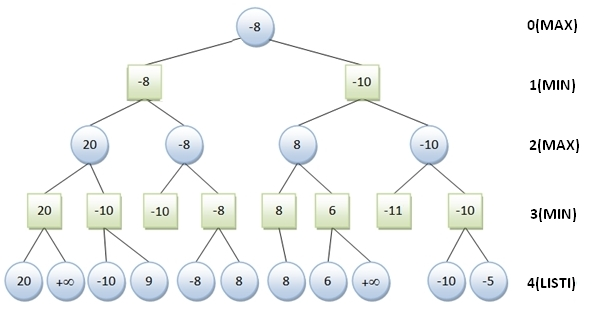 -8 0(MAX)
-8 -10 1(MIN)
20 -8 8 -10 2(MAX)
20 -10 -10 -8 8 6 -11 -10 3(MIN)
20 +∞ -10 9 -8 8 8 6 +∞ -10 -5 4(LISTI)